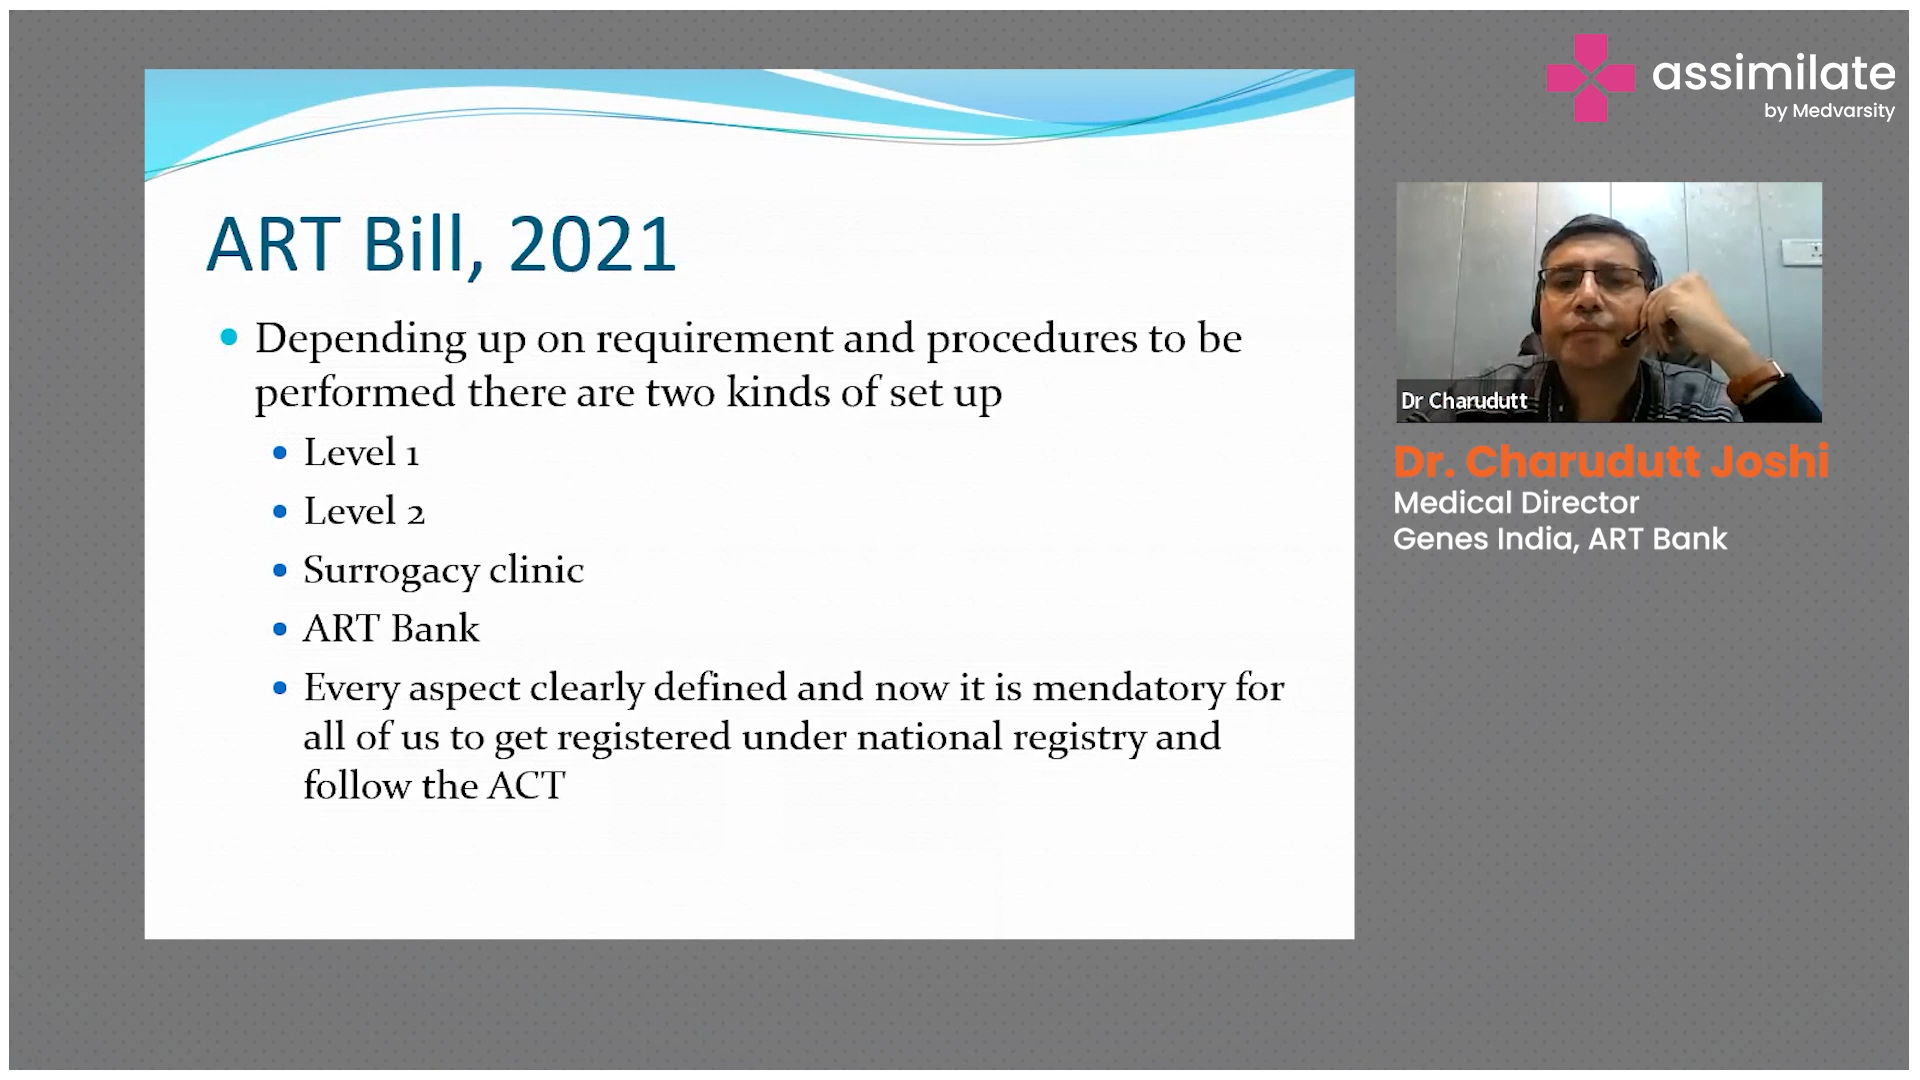 assimilate
by Medvarsity
ART Bill, 2021
Depending up on requirement and procedures to be
performed there are two kinds of set up
Level 1
Level 2
Surrogacy clinic
ART Bank
Every aspect clearly defined and now it is mendatory for
all of us to get registered under national registry and
follow the ACT
Dr Charudutt
Dr. Charudutt Joshi
Medical Director
Genes India, ART Bank